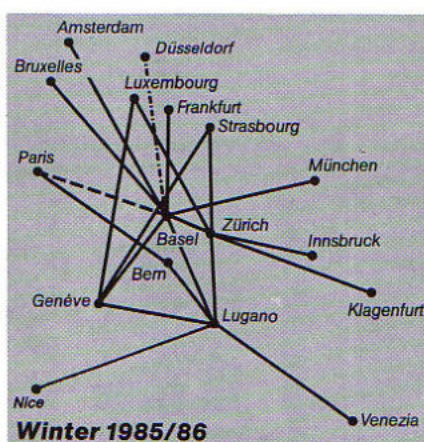 Amsterdam
Düsseldorf
Bruxelles
Luxembourg
Frankfurt
Strasbourg
Paris
München
Zürich
Basel
Innsbruck
Bern
Genéve
Lugano
Klagenfurt
Nice
Venezia
Winter 1985/86